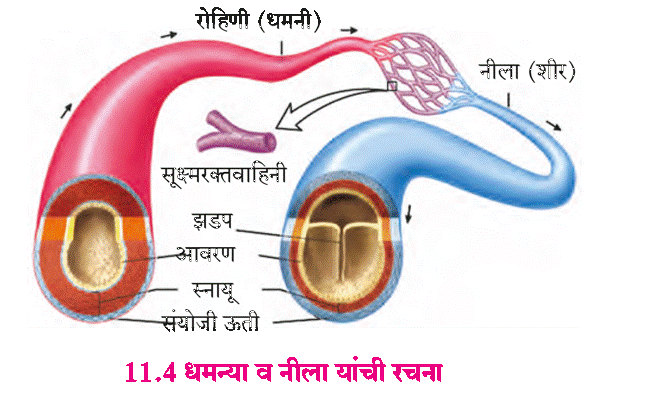 रोहिणी (धमनी)
नीला (शीर)
सूक्ष्मरक्तवाहिनी
झडप
आवरण
स्नायू
संयोजी ऊती
11.4 धमन्या व नीला यांची रचना